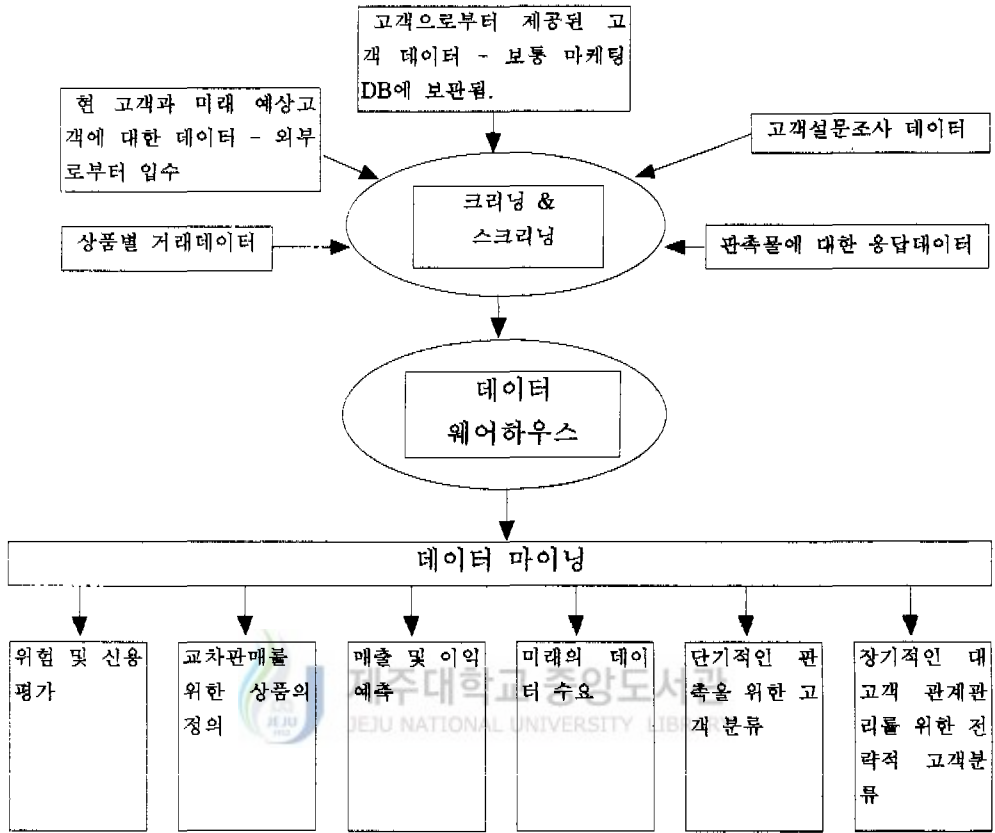 고객으로부터 제공된 고
객 데이터 - 보통 마케팅
DB에 보관됨.
현 고객과 미래 예상고
객에 대한 데이터 - 외부
로부터 입수
고객설문조사 데이터
크리닝 &
스크리닝
상품별 거래데이터
판촉물에 대한 응답데이터
데이터
웨어하우스
데이터 마이닝
위험 및 신용
평가
교차판매를
위한 상품의
정의
매출 및 이익
예측
미래의 데이
터 수요
단기적인 판
촉을 위한 고
객 분류
장기적인 대
고객 관계관
리를 위한 전
략적 고객분
류
제주대학교 중앙도서관
JEJU NATIONAL UNIVERSITY LIBRARY
JEJU
1952